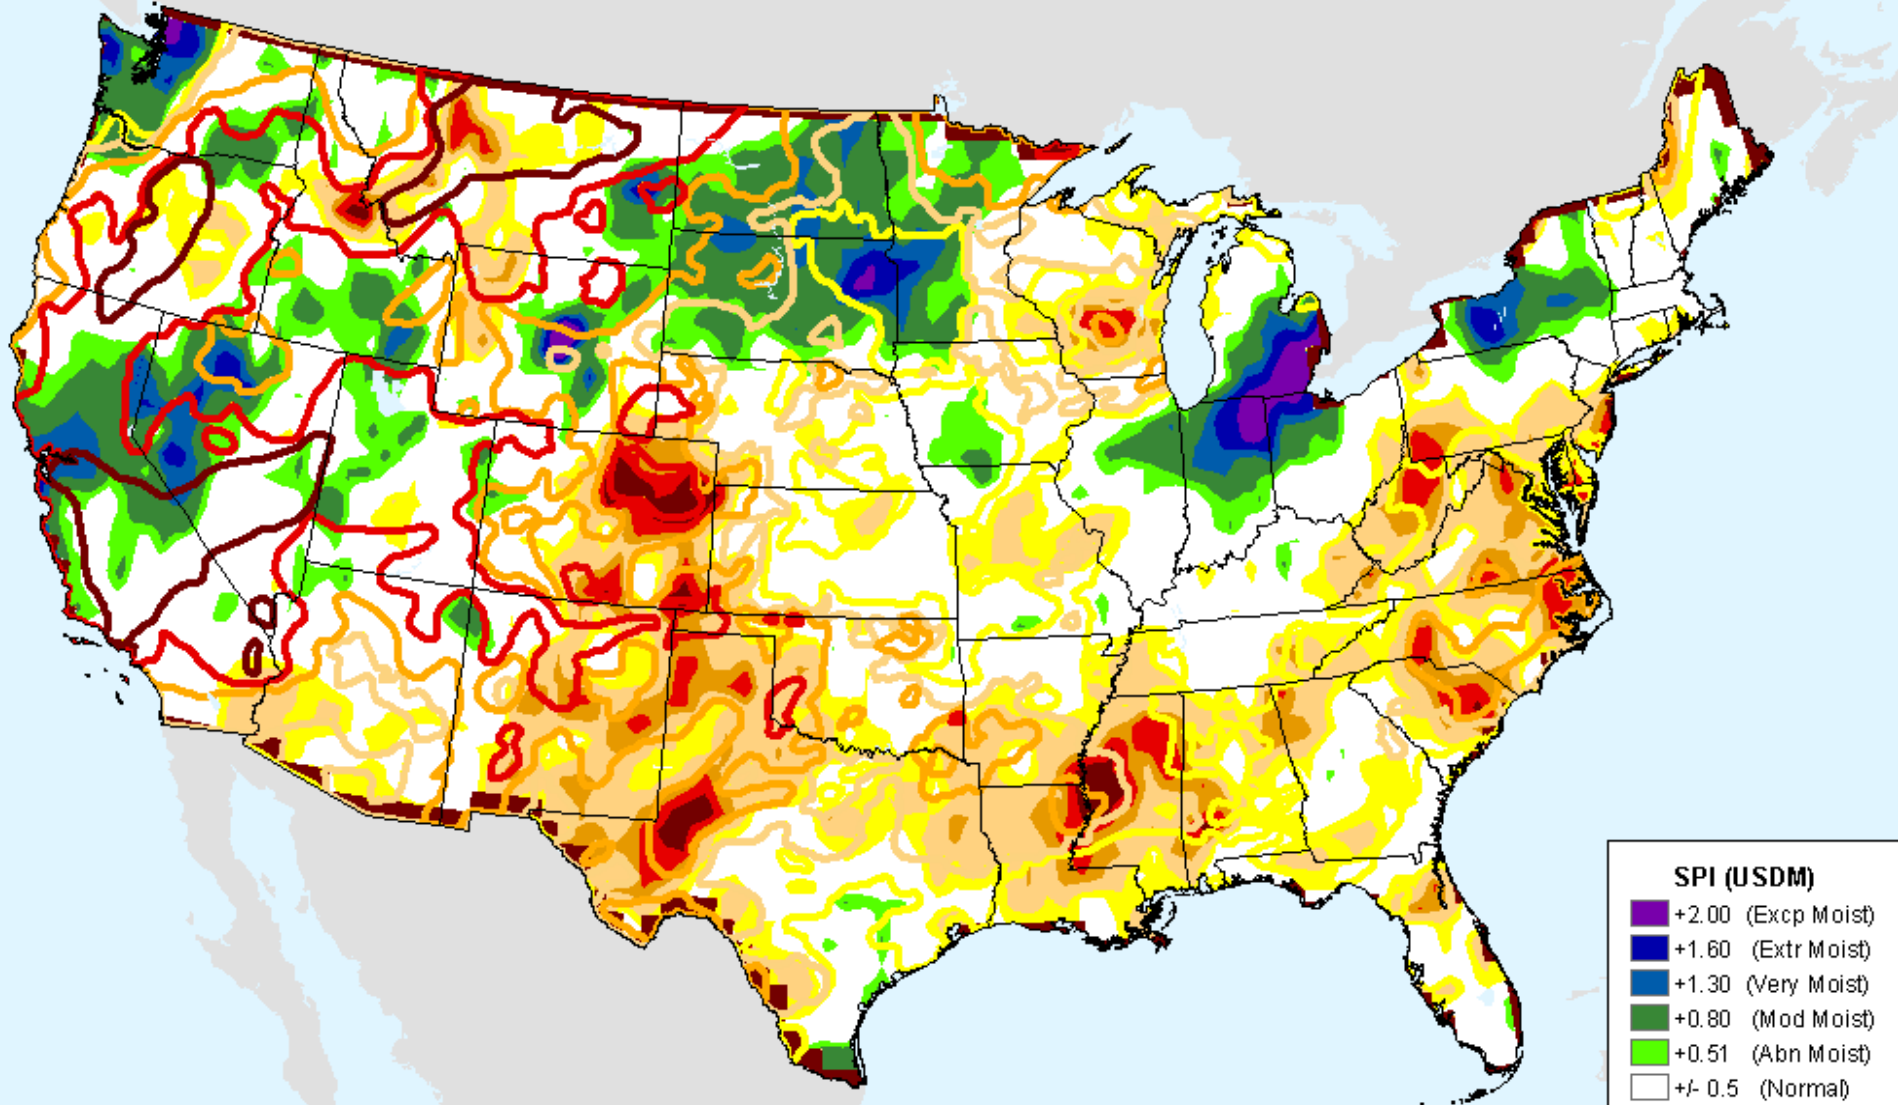 SPI (USDM)
+2.00 (Excp Moist)
+1.60 (Extr Moist)
+1.30 (Very Moist)
+0.80 (Mod Moist)
+0.51 (Abn Moist)
+/- 0.5 (Normal)